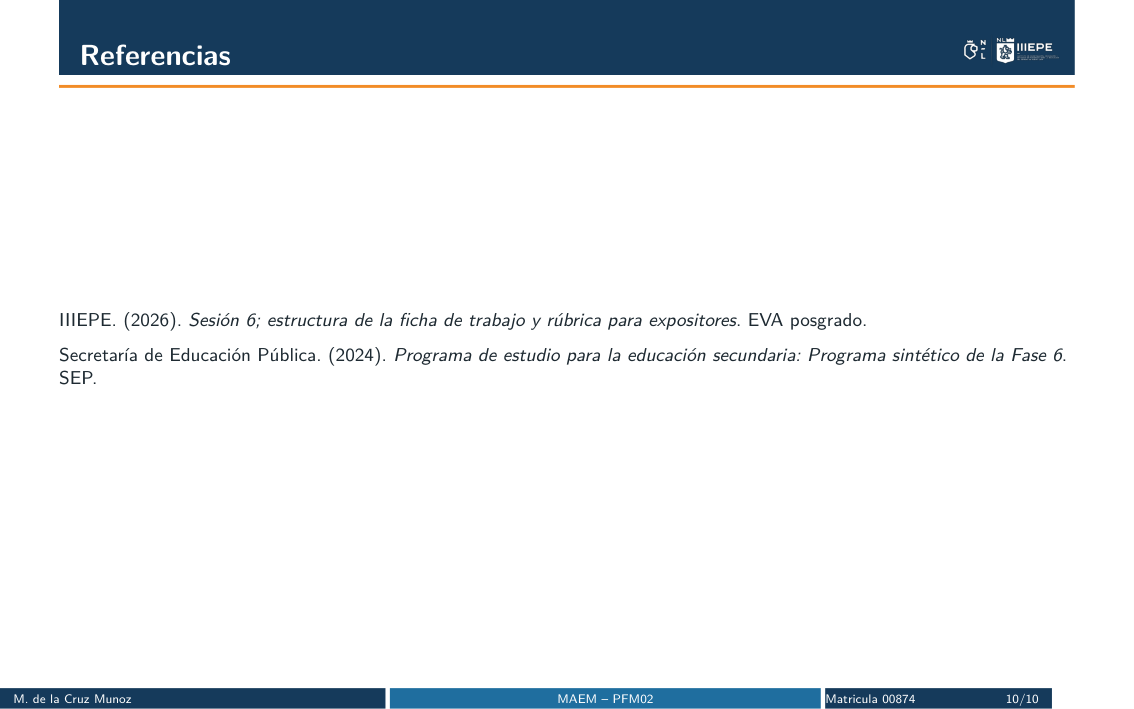 Referencias
NL
NL
IIIEPE
IIIEPE. (2026). Sesión 6; estructura de la ficha de trabajo y rúbrica para expositores. EVA posgrado.
Secretaría de Educación Pública. (2024). Programa de estudio para la educación secundaria: Programa sintético de la Fase 6.
SEP.
M. de la Cruz Munoz
MAEM – PFM02
Matricula 00874
10/10